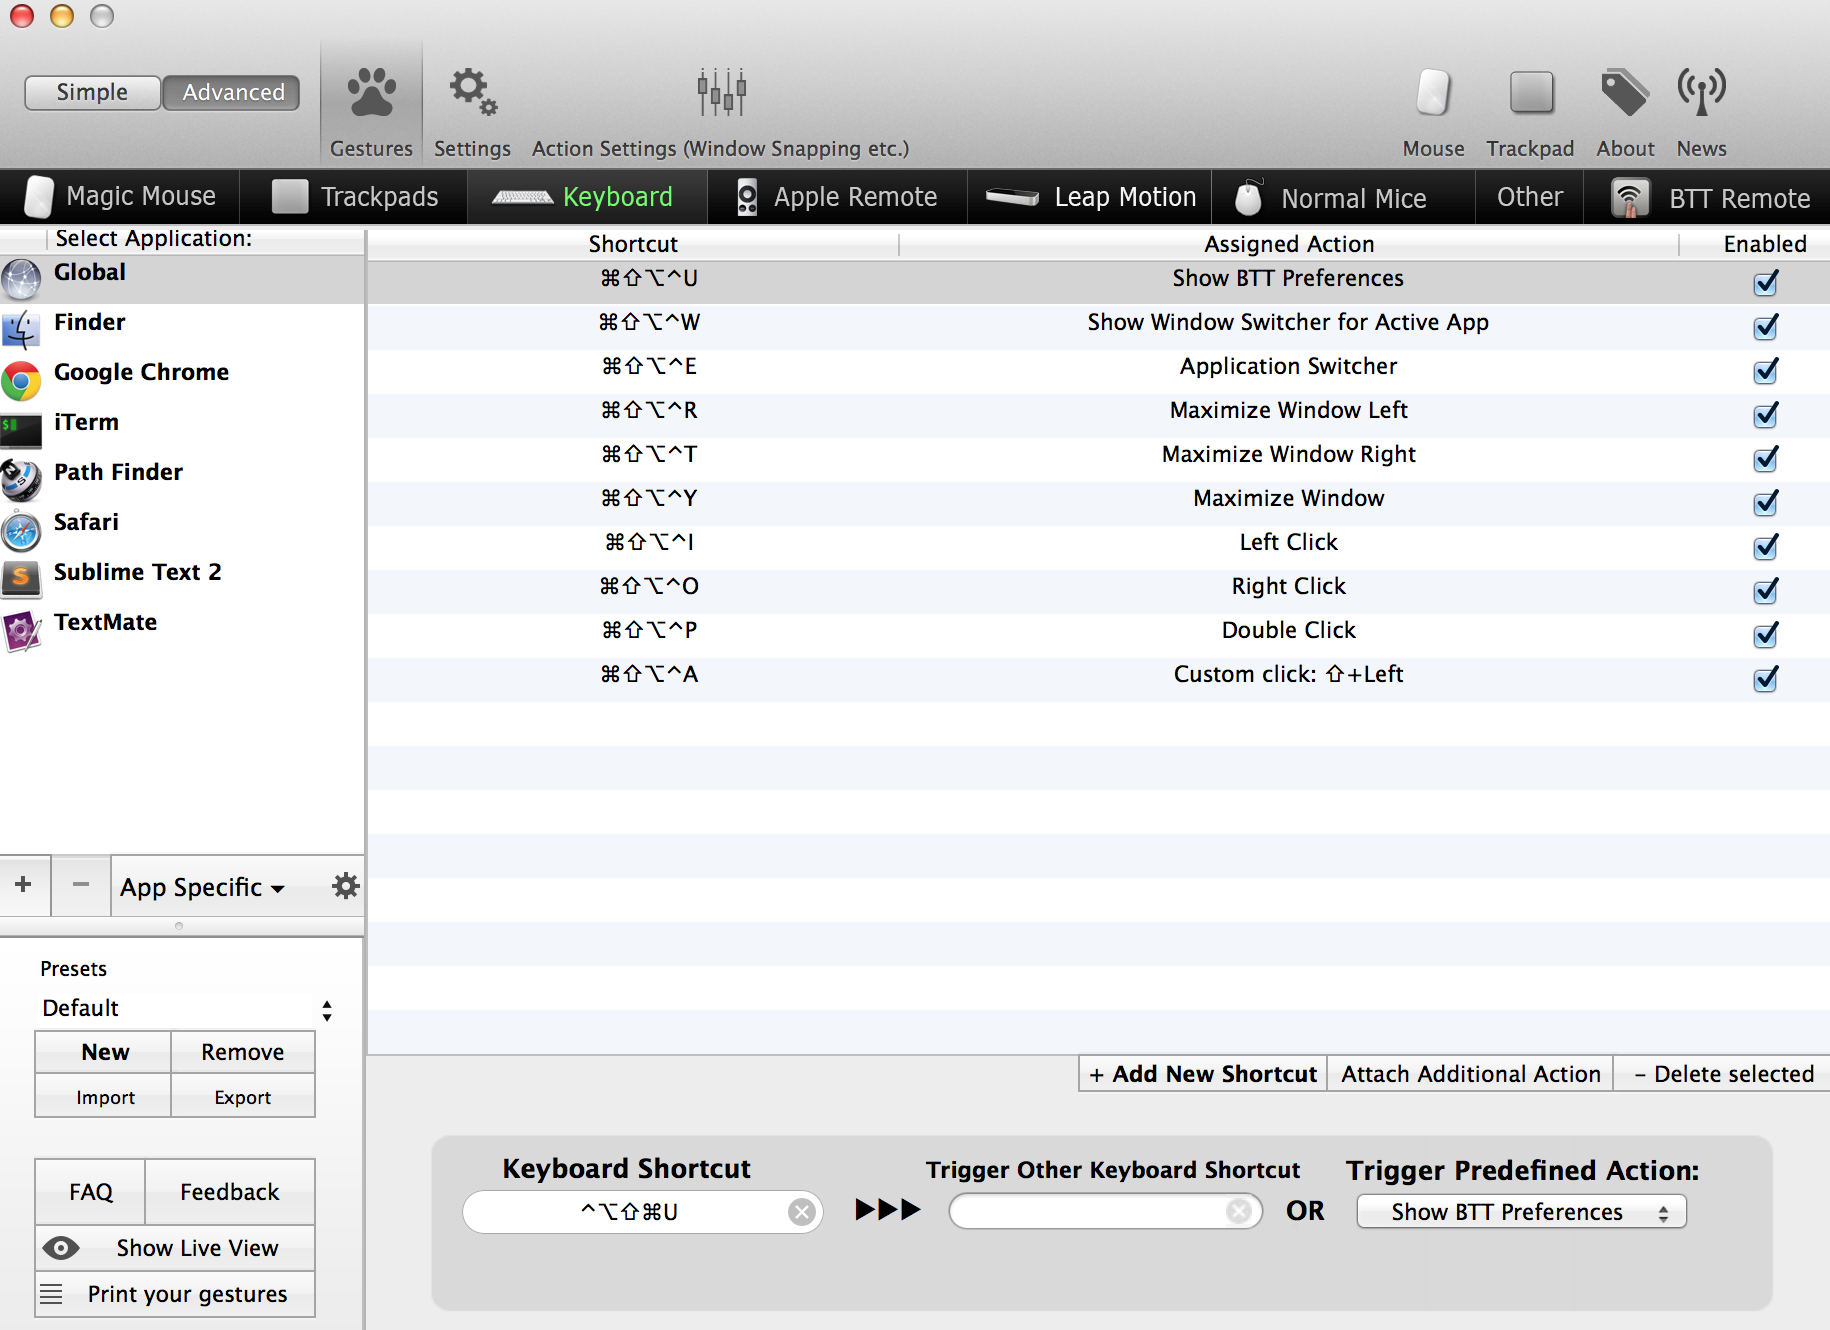 Simple Advanced
Gestures Settings Action Settings (Window Snapping etc.) Mouse Trackpad About News
Magic Mouse Trackpads Keyboard Apple Remote Leap Motion Normal Mice Other BTT Remote
Select Application:
Global
Finder
Google Chrome
iTerm
Path Finder
Safari
Sublime Text 2
TextMate
+ − App Specific
Shortcut Assigned Action Enabled
⌘⇧⌥^U Show BTT Preferences
⌘⇧⌥^W Show Window Switcher for Active App
⌘⇧⌥^E Application Switcher
⌘⇧⌥^R Maximize Window Left
⌘⇧⌥^T Maximize Window Right
⌘⇧⌥^Y Maximize Window
⌘⇧⌥^I Left Click
⌘⇧⌥^O Right Click
⌘⇧⌥^P Double Click
⌘⇧⌥^A Custom click: ⇧+Left
Presets
Default
New Remove
Import Export
FAQ Feedback
Show Live View
Print your gestures
+ Add New Shortcut Attach Additional Action − Delete selected
Keyboard Shortcut Trigger Other Keyboard Shortcut Trigger Predefined Action:
^⌥⇧⌘U OR Show BTT Preferences